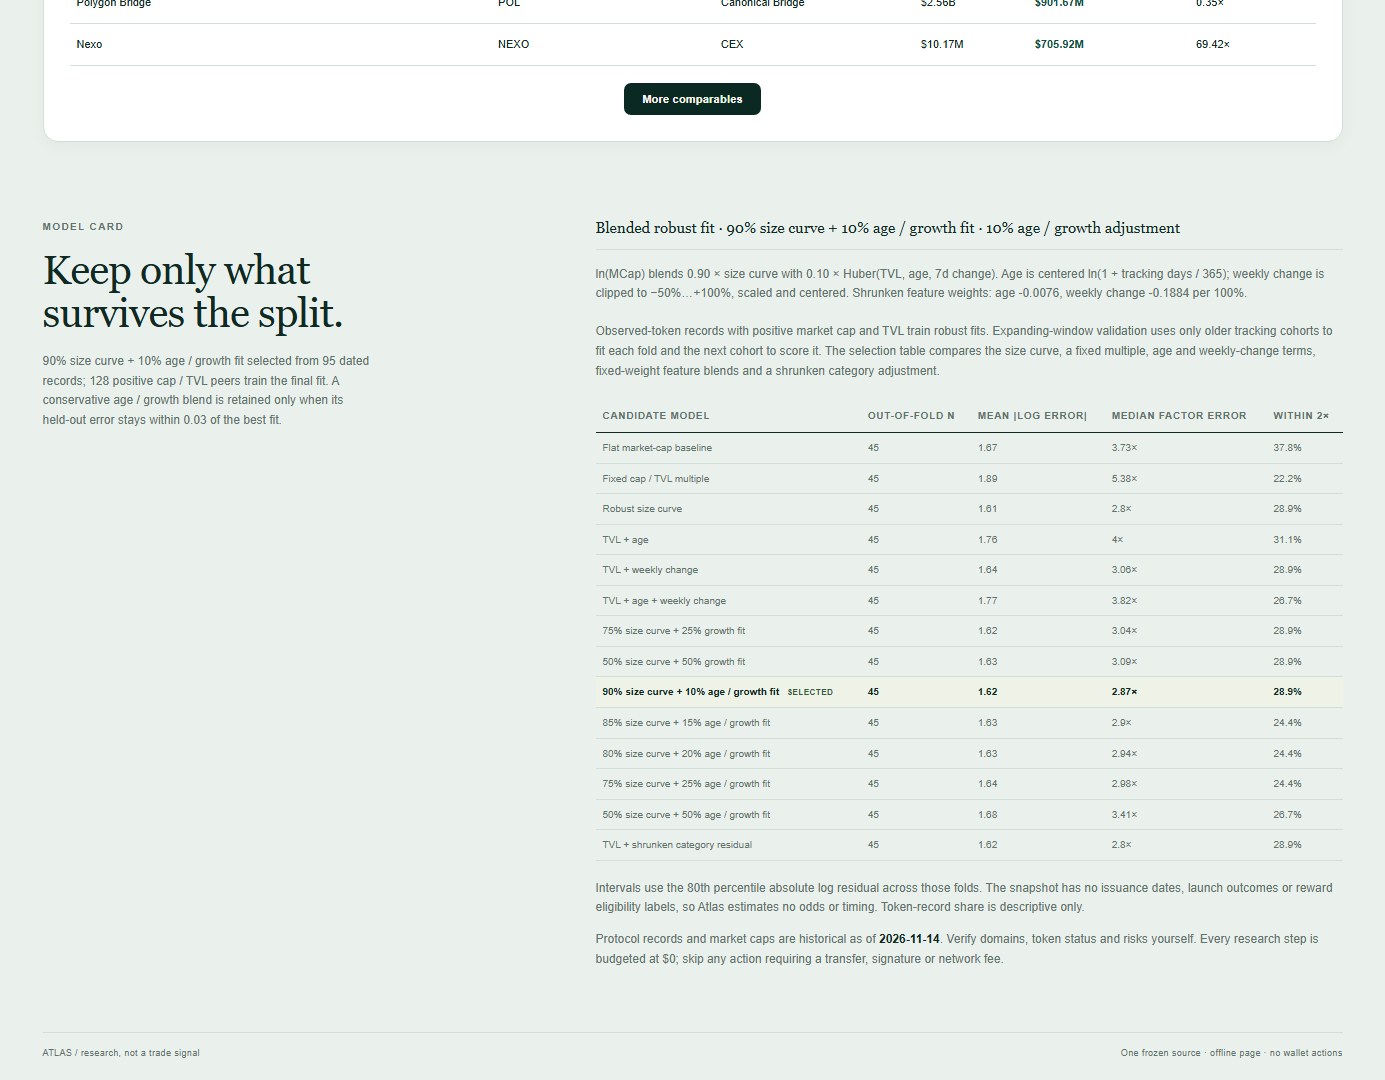 Polygon Bridge POL Canonical Bridge $2.56B $901.67M 0.35×
Nexo NEXO CEX $10.17M $705.92M 69.42×
More comparables
MODEL CARD
Keep only what
survives the split.
90% size curve + 10% age / growth fit selected from 95 dated
records; 128 positive cap / TVL peers train the final fit. A
conservative age / growth blend is retained only when its
held-out error stays within 0.03 of the best fit.
Blended robust fit · 90% size curve + 10% age / growth fit · 10% age / growth adjustment
ln(MCap) blends 0.90 × size curve with 0.10 × Huber(TVL, age, 7d change). Age is centered ln(1 + tracking days / 365); weekly change is
clipped to −50%…+100%, scaled and centered. Shrunken feature weights: age -0.0076, weekly change -0.1884 per 100%.
Observed-token records with positive market cap and TVL train robust fits. Expanding-window validation uses only older tracking cohorts to
fit each fold and the next cohort to score it. The selection table compares the size curve, a fixed multiple, age and weekly-change terms,
fixed-weight feature blends and a shrunken category adjustment.
CANDIDATE MODEL OUT-OF-FOLD N MEAN |LOG ERROR| MEDIAN FACTOR ERROR WITHIN 2×
Flat market-cap baseline 45 1.67 3.73× 37.8%
Fixed cap / TVL multiple 45 1.89 5.38× 22.2%
Robust size curve 45 1.61 2.8× 28.9%
TVL + age 45 1.76 4× 31.1%
TVL + weekly change 45 1.64 3.06× 28.9%
TVL + age + weekly change 45 1.77 3.82× 26.7%
75% size curve + 25% growth fit 45 1.62 3.04× 28.9%
50% size curve + 50% growth fit 45 1.63 3.09× 28.9%
90% size curve + 10% age / growth fit SELECTED 45 1.62 2.87× 28.9%
85% size curve + 15% age / growth fit 45 1.63 2.9× 24.4%
80% size curve + 20% age / growth fit 45 1.63 2.94× 24.4%
75% size curve + 25% age / growth fit 45 1.64 2.98× 24.4%
50% size curve + 50% age / growth fit 45 1.68 3.41× 26.7%
TVL + shrunken category residual 45 1.62 2.8× 28.9%
Intervals use the 80th percentile absolute log residual across those folds. The snapshot has no issuance dates, launch outcomes or reward
eligibility labels, so Atlas estimates no odds or timing. Token-record share is descriptive only.
Protocol records and market caps are historical as of 2026-11-14. Verify domains, token status and risks yourself. Every research step is
budgeted at $0; skip any action requiring a transfer, signature or network fee.
ATLAS / research, not a trade signal
One frozen source · offline page · no wallet actions